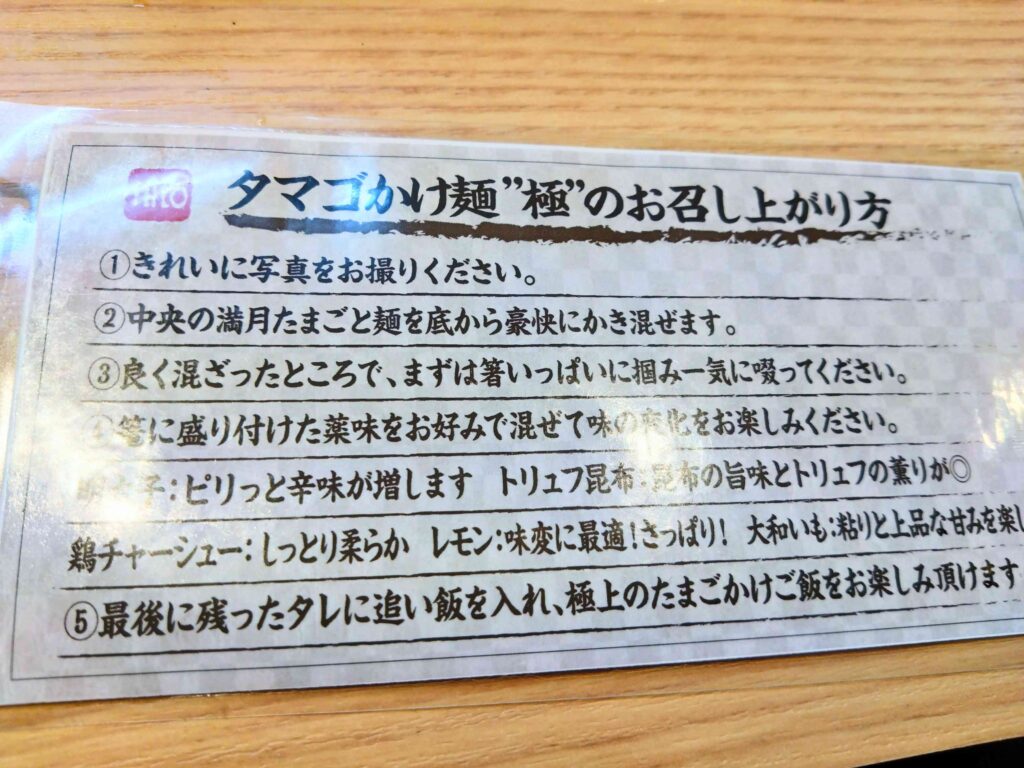 タマゴかけ麺”極”のお召し上がり方
①きれいに写真をお撮りください。
②中央の満月たまごと麺を底から豪快にかき混ぜます。
③良く混ざったところで、まずは箸いっぱいに掴み一気に啜ってください。
に盛り付けた薬味をお好みで混ぜて味の変化をお楽しみください。
子：ピリっと辛味が増します　トリュフ昆布：昆布の旨味とトリュフの薫りが◎
鶏チャーシュー：しっとり柔らか　レモン：味変に最適！さっぱり！　大和いも：粘りと上品な甘みを楽し
⑤最後に残ったタレに追い飯を入れ、極上のたまごかけご飯をお楽しみ頂けます